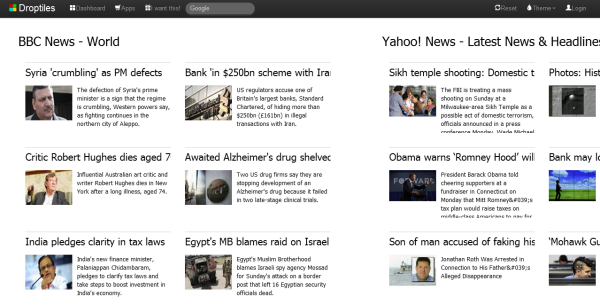 Droptiles
Dashboard
Apps
I want this!
Google
Reset
Theme
Login
BBC News - World
Syria 'crumbling' as PM defects
The defection of Syria's prime
minister is a sign that the regime
is crumbling, Western powers say,
as fighting continues in the
northern city of Aleppo.
Bank 'in $250bn scheme with Ira
US regulators accuse one of
Britain's largest banks, Standard
Chartered, of hiding more than
$250bn (£161bn) in illegal
transactions with Iran.
Critic Robert Hughes dies aged 7
Influential Australian art critic and
writer Robert Hughes dies in New
York after a long illness, aged 74.
Awaited Alzheimer's drug shelved
Two US drug firms say they are
stopping development of an
Alzheimer's drug because it failed
in two late-stage clinical trials.
India pledges clarity in tax laws
India's new finance minister,
Palaniappan Chidambaram,
pledges to clarify tax laws and
take steps to boost investment in
India's economy.
Egypt's MB blames raid on Israel
Egypt's Muslim Brotherhood
blames Israeli spy agency Mossad
for Sunday's attack on a border
post that left 16 Egyptian security
officials dead.
Yahoo! News - Latest News & Headlines
Sikh temple shooting: Domestic t
The FBI is treating a mass
shooting on Sunday at a
Milwaukee-area Sikh Temple as a
possible act of domestic terrorism,
officials announced in a press
conference Monday. Wade Michael
Photos: Hist
Obama warns 'Romney Hood' wil
FORWARD
President Barack Obama told
cheering supporters at a
fundraiser in Connecticut on
Monday that Mitt Romney&#039;s
tax plan would raise taxes on
middle-class Americans to pay for
Bank may lo
Son of man accused of faking his
Jonathan Roth Was Arrested in
Connection to His Father&#039;s
Alleged Disappearance
'Mohawk Gu